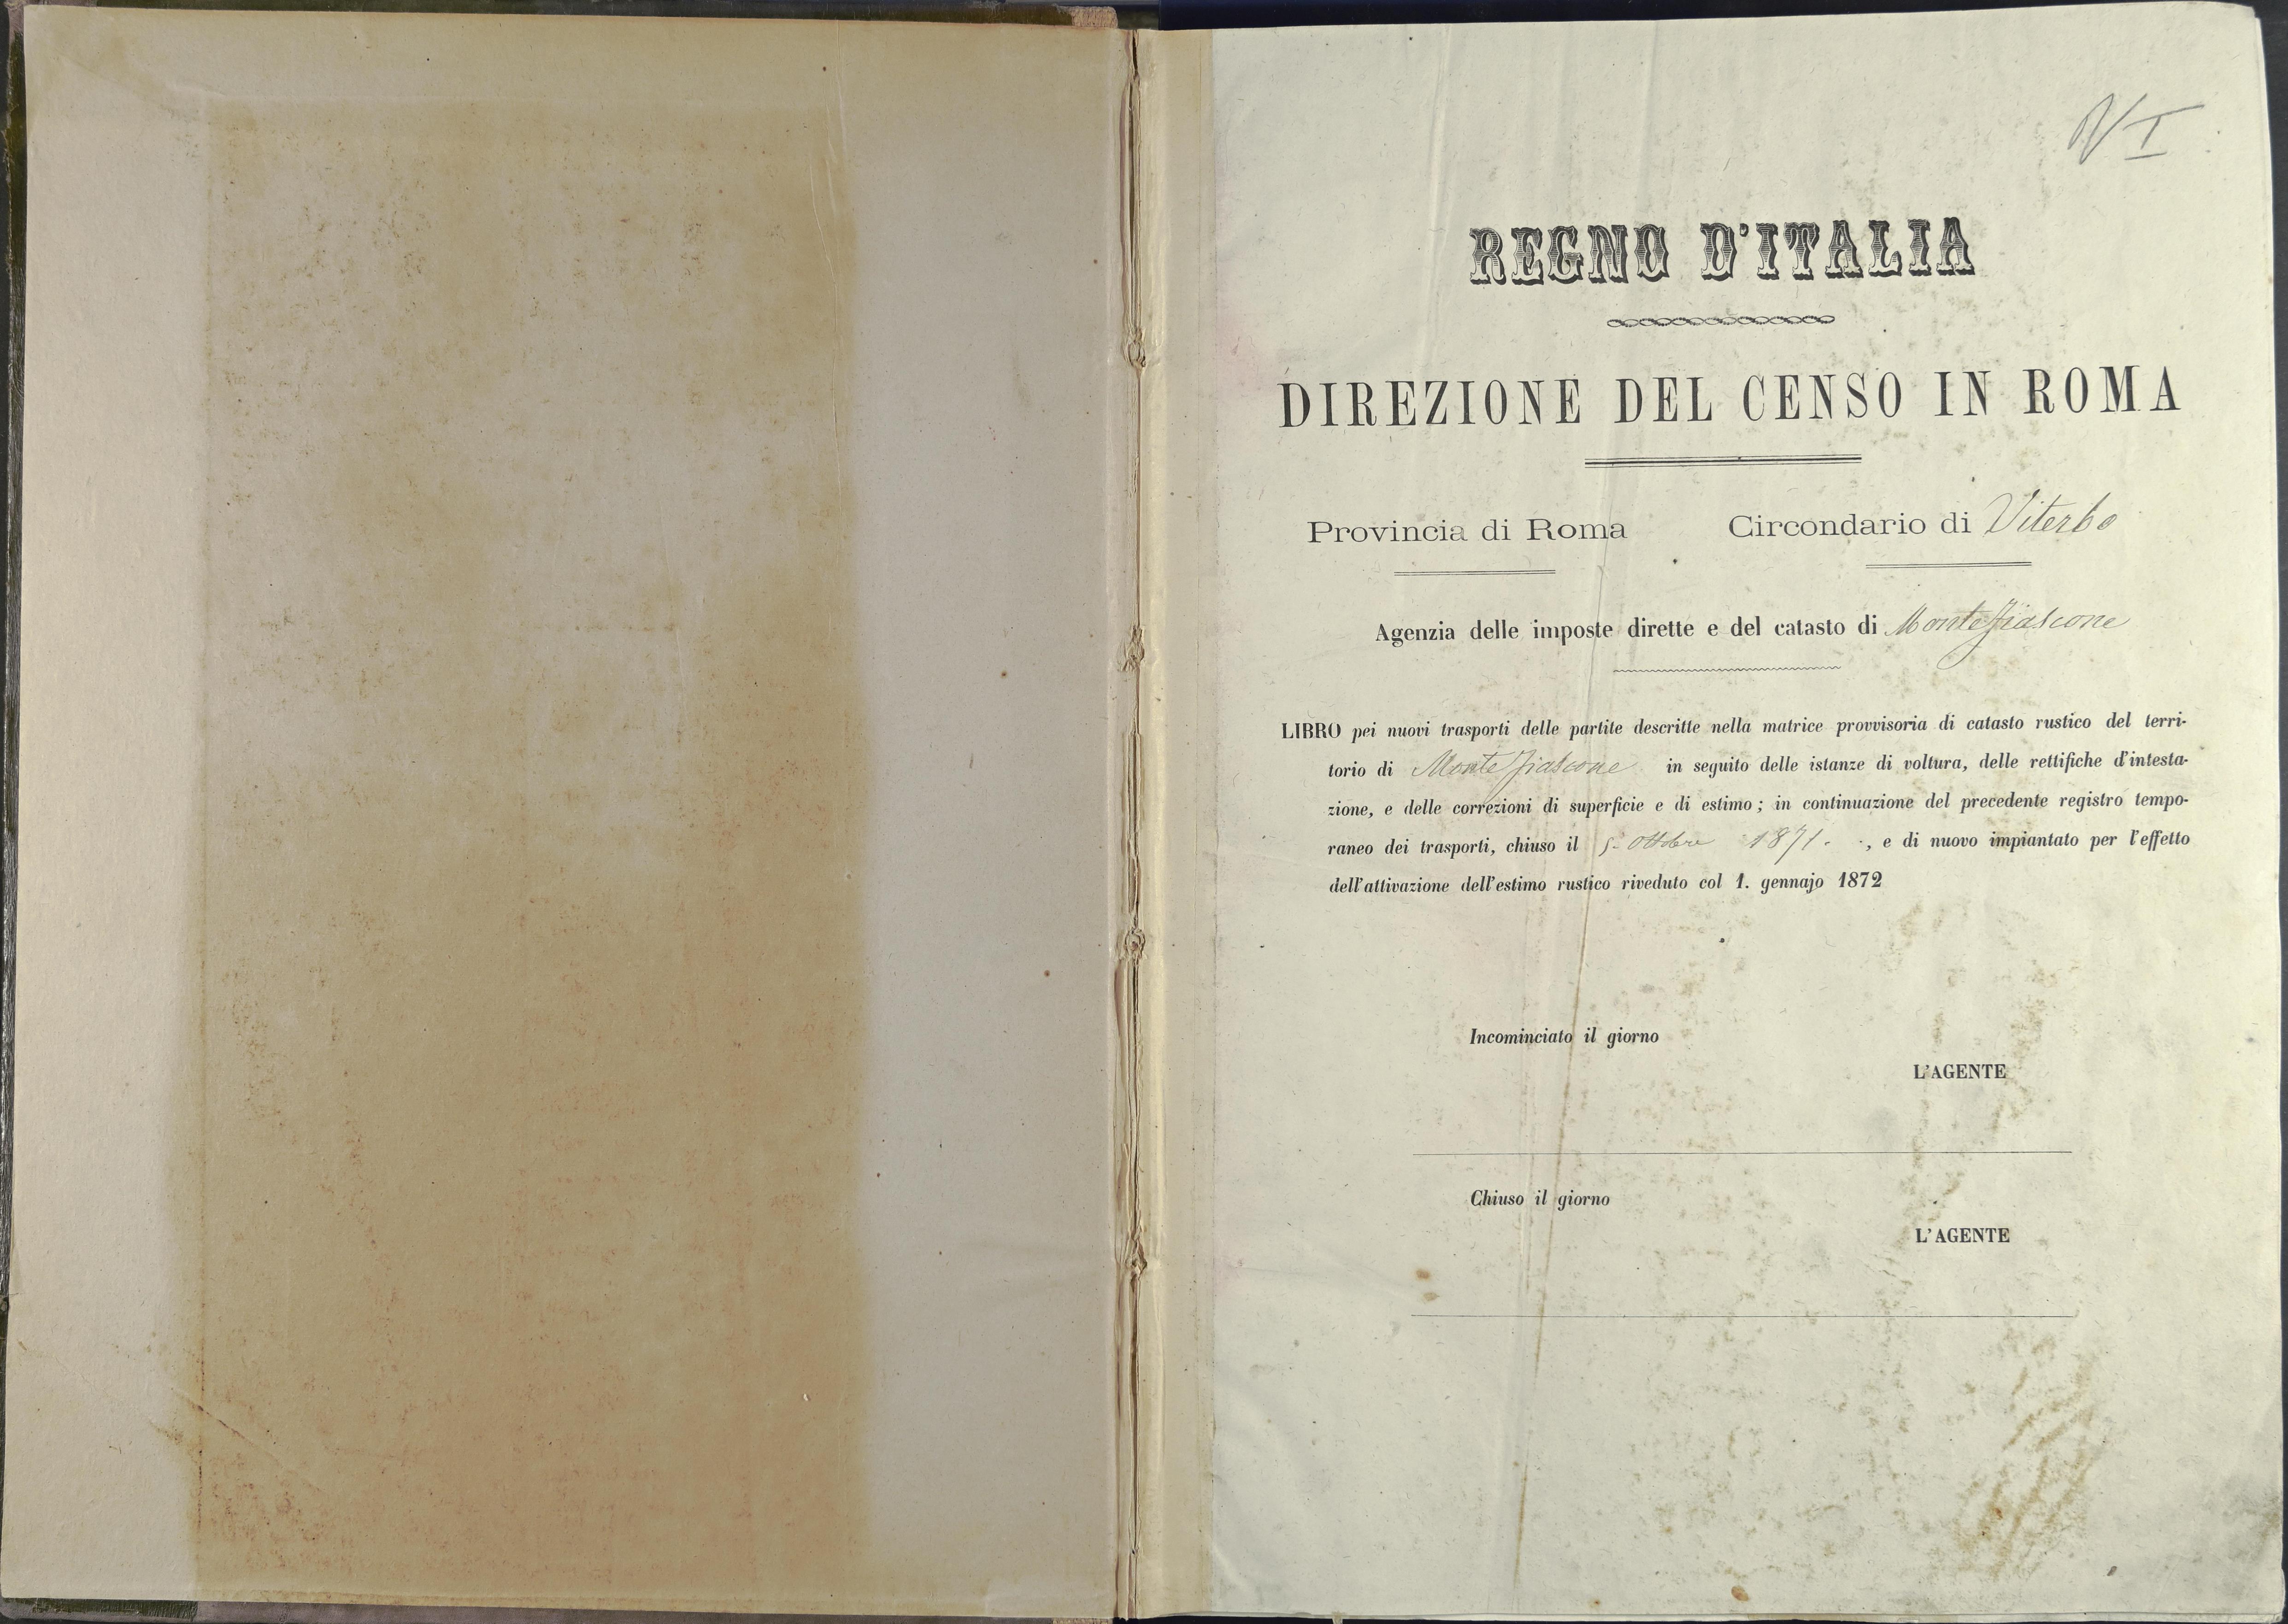 REGNO D'ITALIA
DIREZIONE DEL CENSO IN ROMA
Provincia di Roma Circondario di Viterbo
Agenzia delle imposte dirette e del catasto di Montefiascone
LIBRO pei nuovi trasporti delle partite descritte nella matrice provvisoria di catasto rustico del terri-
torio di Monte fiascone in seguito delle istanze di voltura, delle rettifiche d'intesta-
zione, e delle correzioni di superficie e di estimo; in continuazione del precedente registro tempo-
raneo dei trasporti, chiuso il 5. Ottobre 1871. , e di nuovo impiantato per l'effetto
dell'attivazione dell'estimo rustico riveduto col 1. gennajo 1872
Incominciato il giorno
L'AGENTE
Chiuso il giorno
L'AGENTE